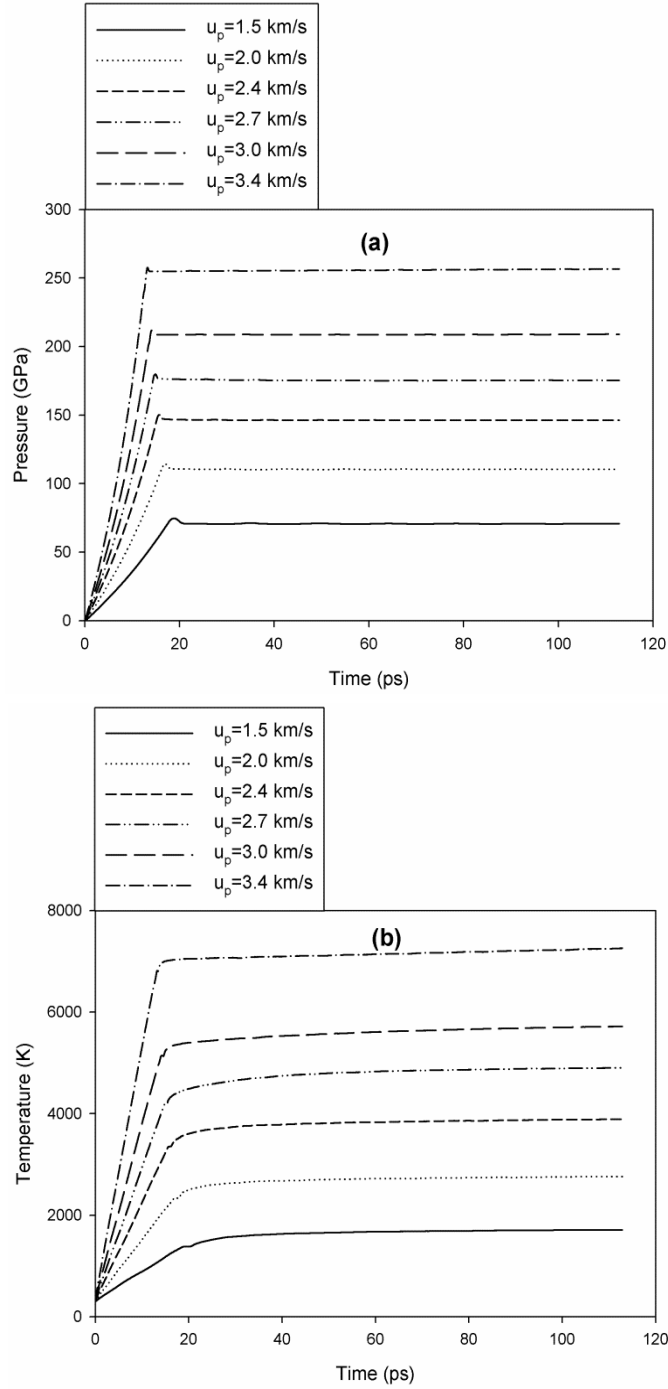 u_p=1.5 km/s
u_p=2.0 km/s
u_p=2.4 km/s
u_p=2.7 km/s
u_p=3.0 km/s
u_p=3.4 km/s
300
250
200
150
100
50
0
(a)
Pressure (GPa)
0 20 40 60 80 100 120
Time (ps)
u_p=1.5 km/s
u_p=2.0 km/s
u_p=2.4 km/s
u_p=2.7 km/s
u_p=3.0 km/s
u_p=3.4 km/s
8000
6000
4000
2000
0
(b)
Temperature (K)
0 20 40 60 80 100 120
Time (ps)